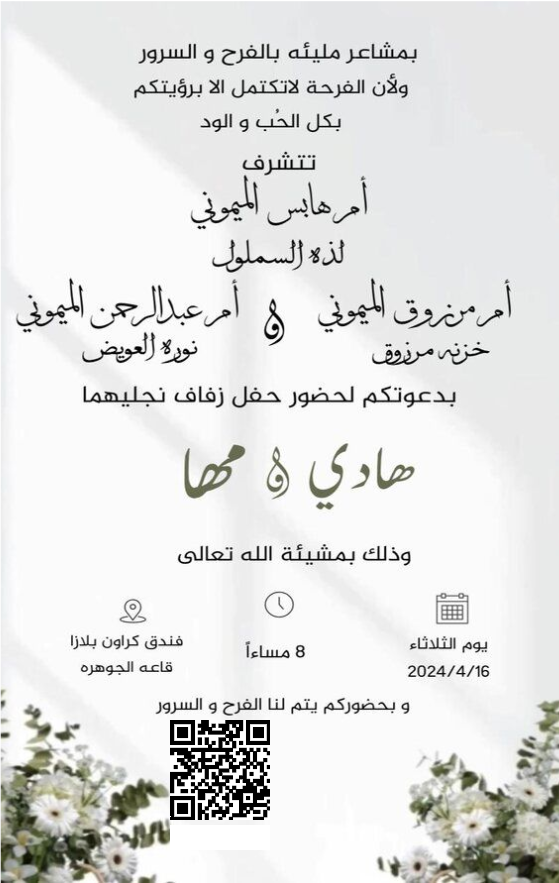 بمشاعر مليئه بالفرح و السرور
ولأن الفرحة لاتكتمل الا برؤيتكم
بكل الحُب و الود
تتشرف
أم هابس الميموني
لذه السملول
أم مرزوق الميموني و أم عبدالرحمن الميموني
خزنه مرزوق
نوره العويض
بدعوتكم لحضور حفل زفاف نجليهما
هادي و مها
وذلك بمشيئة الله تعالى
يوم الثلاثاء
2024/4/16
8 مساءاً
فندق كراون بلازا
قاعه الجوهره
و بحضوركم يتم لنا الفرح و السرور